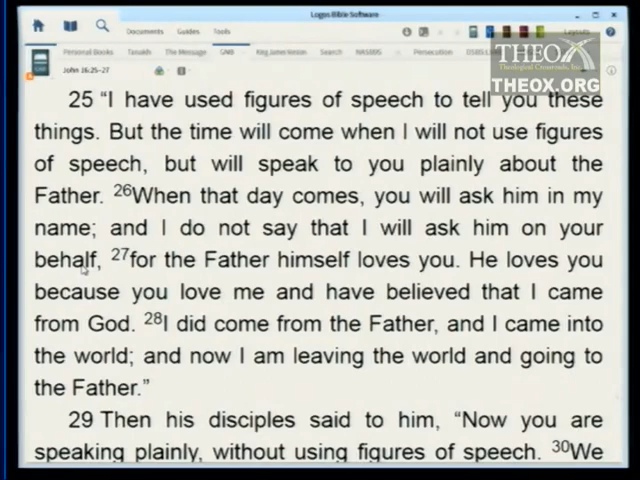 Logos Bible Software
Documents Guides Tools Layouts
Personal Books Tanakh The Message GNB King James Version Search NASB95 Persecution
John 16:25–27
THEOX
Theological Crossroads, Inc.
THEOX.ORG
25 “I have used figures of speech to tell you these
things. But the time will come when I will not use figures
of speech, but will speak to you plainly about the
Father. 26When that day comes, you will ask him in my
name; and I do not say that I will ask him on your
behalf, 27for the Father himself loves you. He loves you
because you love me and have believed that I came
from God. 28I did come from the Father, and I came into
the world; and now I am leaving the world and going to
the Father.”
29 Then his disciples said to him, “Now you are
speaking plainly, without using figures of speech. 30We